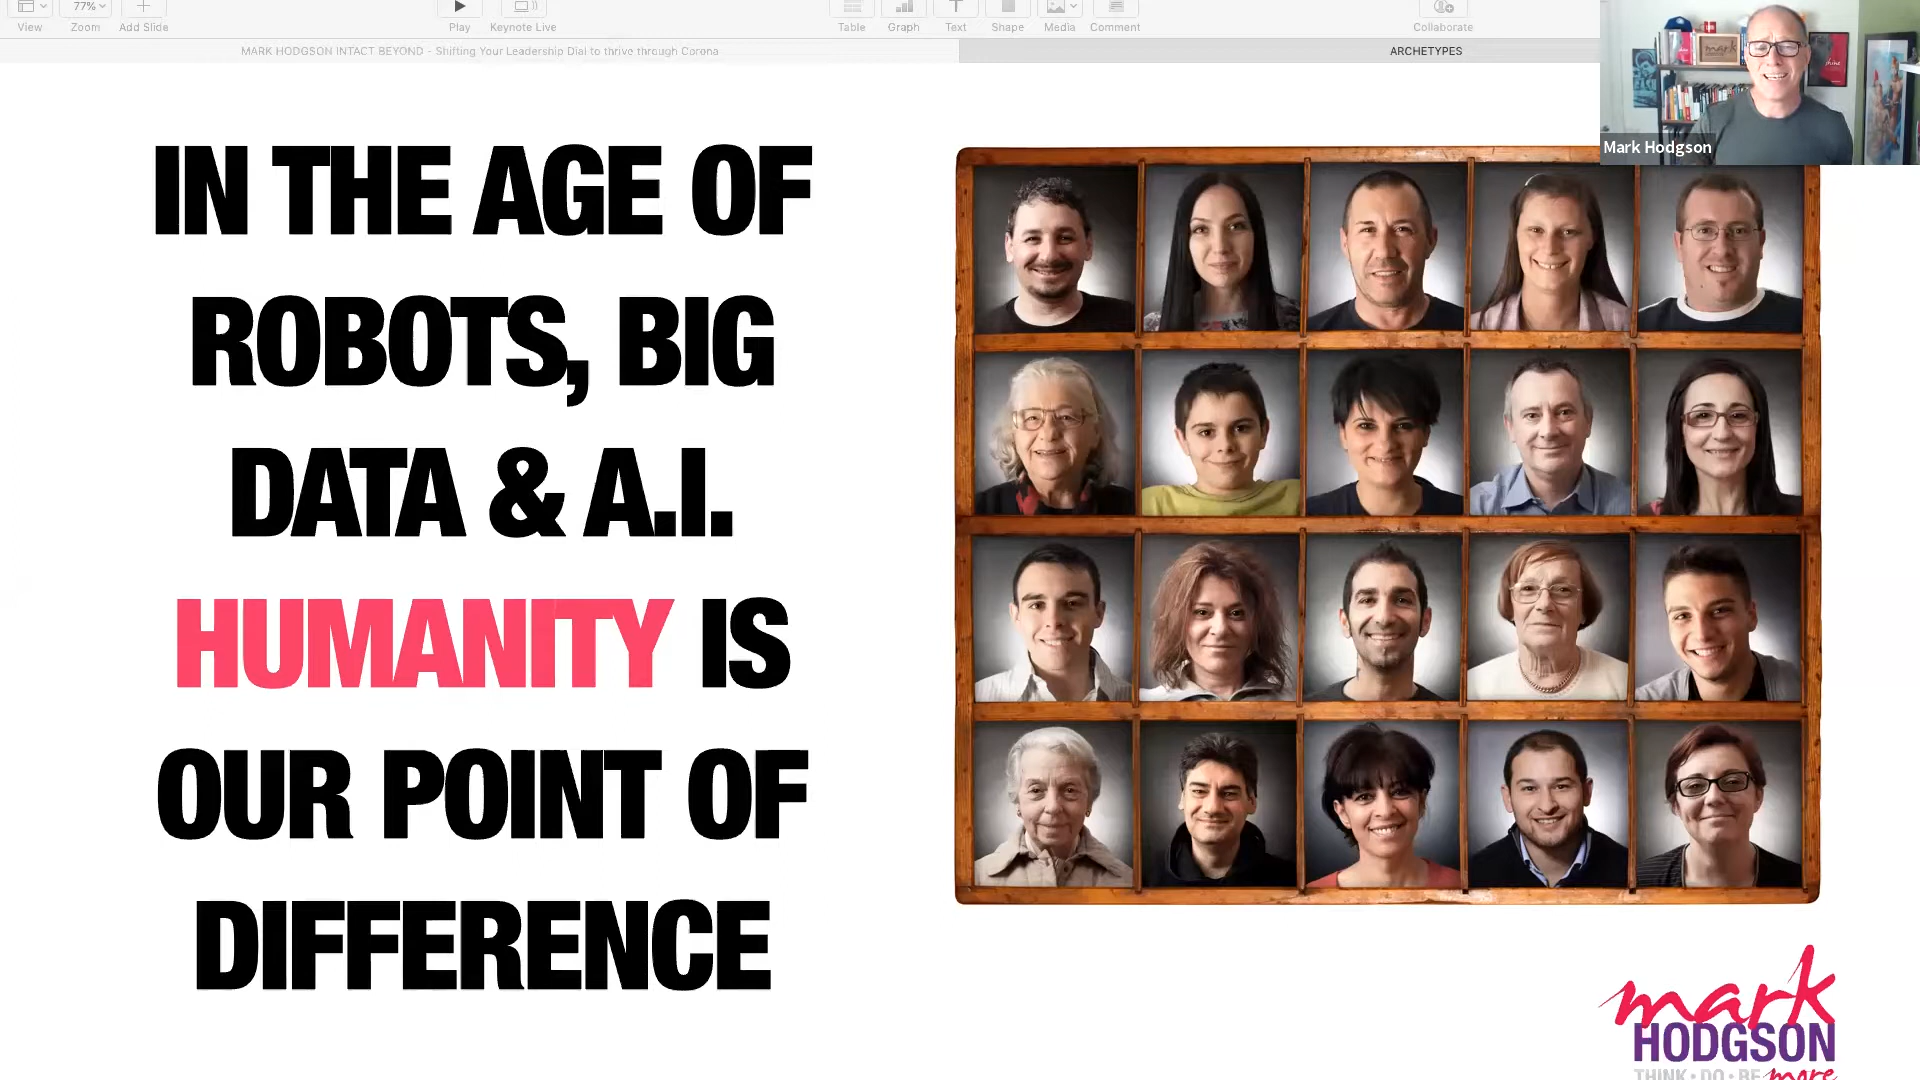 77%
View
Zoom
Add Slide
Play
Keynote Live
Table
Graph
Text
Shape
Media
Comment
Collaborate
MARK HODGSON INTACT BEYOND - Shifting Your Leadership Dial to thrive through Corona
ARCHETYPES
mark
Mark Hodgson
IN THE AGE OF
ROBOTS, BIG
DATA & A.I.
HUMANITY IS
OUR POINT OF
DIFFERENCE
mark
HODGSON
THINK • DO • BE more